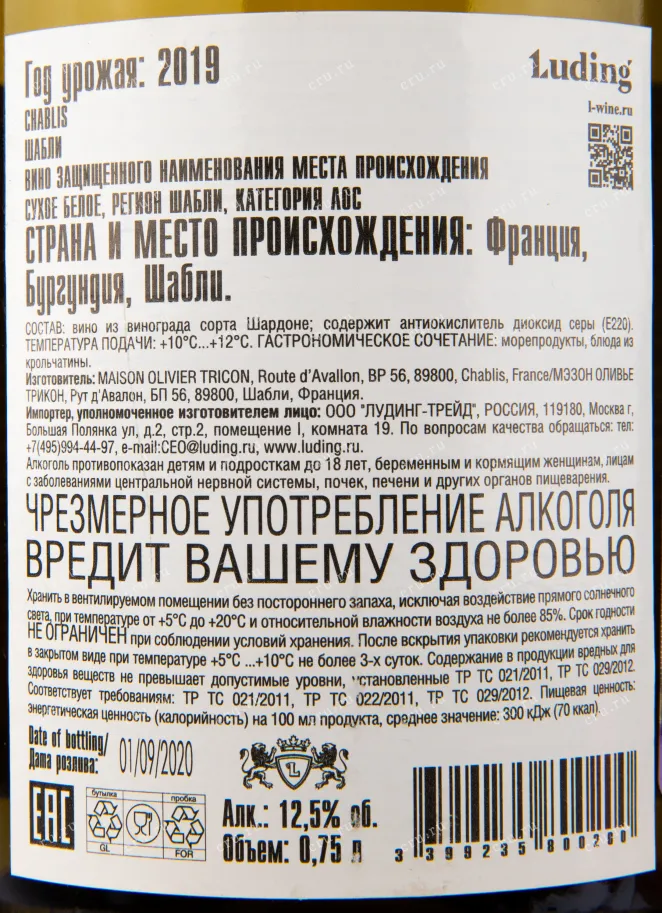 Год урожая: 2019
Luding
l-wine.ru
CHABLIS
ШАБЛИ
ВИНО ЗАЩИЩЕННОГО НАИМЕНОВАНИЯ МЕСТА ПРОИСХОЖДЕНИЯ
СУХОЕ БЕЛОЕ, РЕГИОН ШАБЛИ, КАТЕГОРИЯ АОС
СТРАНА И МЕСТО ПРОИСХОЖДЕНИЯ: Франция,
Бургундия, Шабли.
СОСТАВ: вино из винограда сорта Шардоне; содержит антиокислитель диоксид серы (Е220).
ТЕМПЕРАТУРА ПОДАЧИ: +10°С...+12°С. ГАСТРОНОМИЧЕСКОЕ СОЧЕТАНИЕ: морепродукты, блюда из
крольчатины.
Изготовитель: MAISON OLIVIER TRICON, Route d'Avallon, BP 56, 89800, Chablis, France/МЭЗОН ОЛИВЬЕ
ТРИКОН, Рут д'Авалон, БП 56, 89800, Шабли, Франция.
Импортер, уполномоченное изготовителем лицо: ООО "ЛУДИНГ-ТРЕЙД", РОССИЯ, 119180, Москва г,
Большая Полянка ул, д.2, стр.2, помещение I, комната 19. По вопросам качества обращаться: тел:
+7(495)994-44-97, e-mail:CEO@luding.ru, www.luding.ru.
Алкоголь противопоказан детям и подросткам до 18 лет, беременным и кормящим женщинам, лицам
с заболеваниями центральной нервной системы, почек, печени и других органов пищеварения.
ЧРЕЗМЕРНОЕ УПОТРЕБЛЕНИЕ АЛКОГОЛЯ
ВРЕДИТ ВАШЕМУ ЗДОРОВЬЮ
Хранить в вентилируемом помещении без постороннего запаха, исключая воздействие прямого солнечного
света, при температуре от +5°С до +20°С и относительной влажности воздуха не более 85%. Срок годности
НЕ ОГРАНИЧЕН при соблюдении условий хранения. После вскрытия упаковки рекомендуется хранить
в закрытом виде при температуре +5°С ...+10°С не более 3-х суток. Содержание в продукции вредных для
здоровья веществ не превышает допустимые уровни, установленные ТР ТС 021/2011, ТР ТС 029/2012.
Соответствует требованиям: ТР ТС 021/2011, ТР ТС 022/2011, ТР ТС 029/2012. Пищевая ценность:
энергетическая ценность (калорийность) на 100 мл продукта, среднее значение: 300 кДж (70 ккал).
Date of bottling/
Дата розлива: 01/09/2020
L
EAC
бутылка
пробка
GL
FOR
Алк.: 12,5% об.
Объем: 0,75 л
3 399235 800260
cru.ru